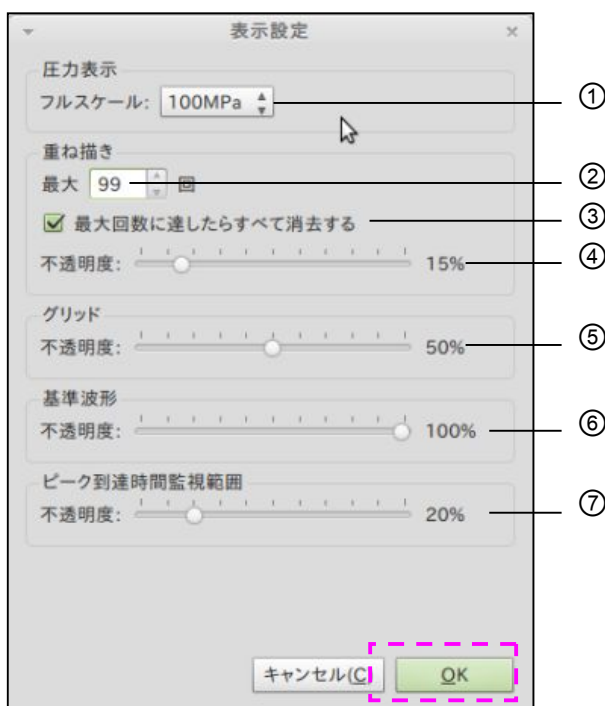 表示設定
圧力表示
フルスケール: 100MPa ①
重ね描き
最大 99 回 ②
最大回数に達したらすべて消去する ③
不透明度: 15% ④
グリッド
不透明度: 50% ⑤
基準波形
不透明度: 100% ⑥
ピーク到達時間監視範囲
不透明度: 20% ⑦
キャンセル(C) OK